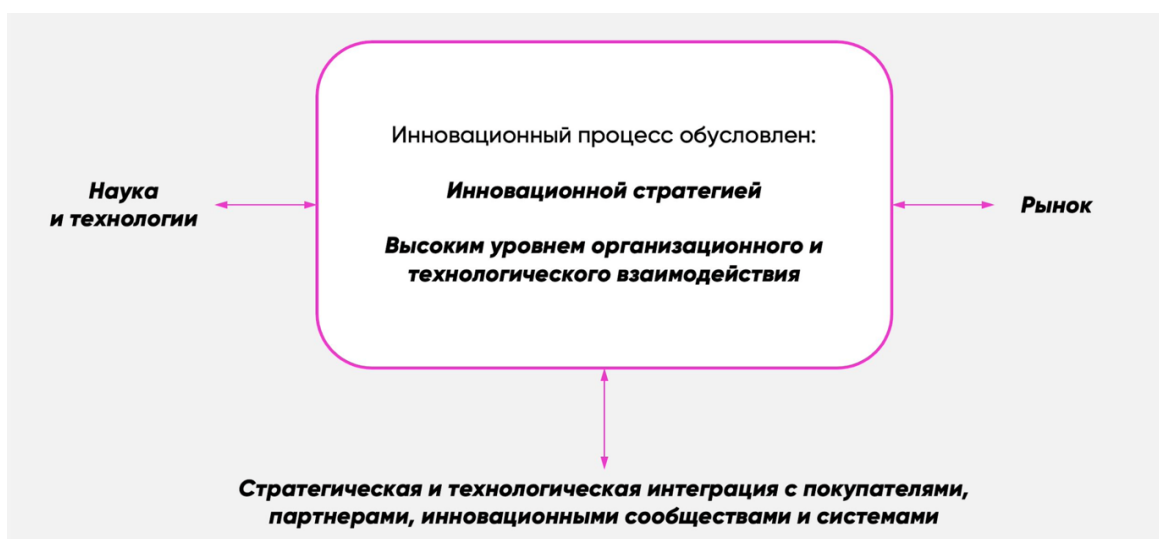 Инновационный процесс обусловлен:
Инновационной стратегией
Высоким уровнем организационного и
технологического взаимодействия
Наука
и технологии
Рынок
Стратегическая и технологическая интеграция с покупателями,
партнерами, инновационными сообществами и системами